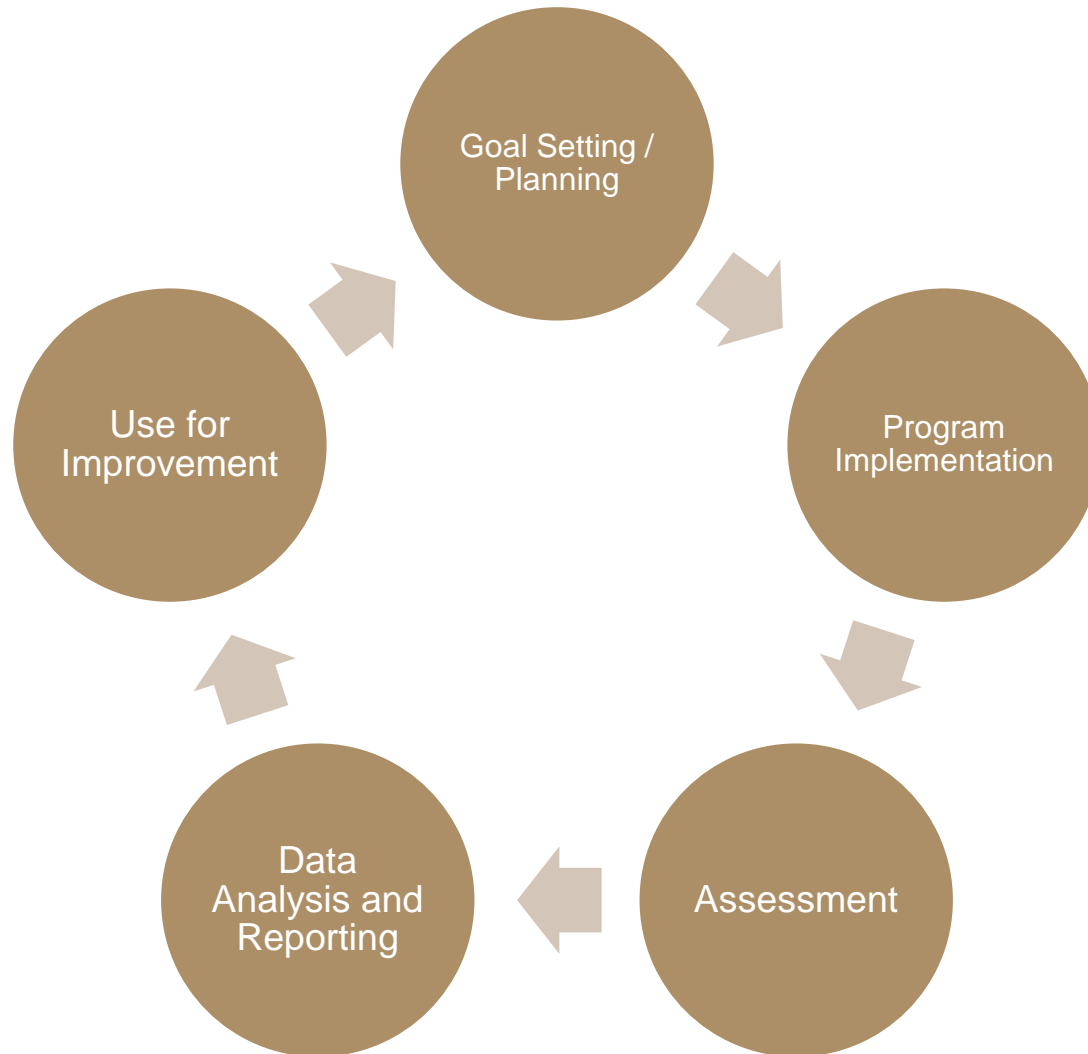 Goal Setting /
Planning
Program
Implementation
Assessment
Data
Analysis and
Reporting
Use for
Improvement